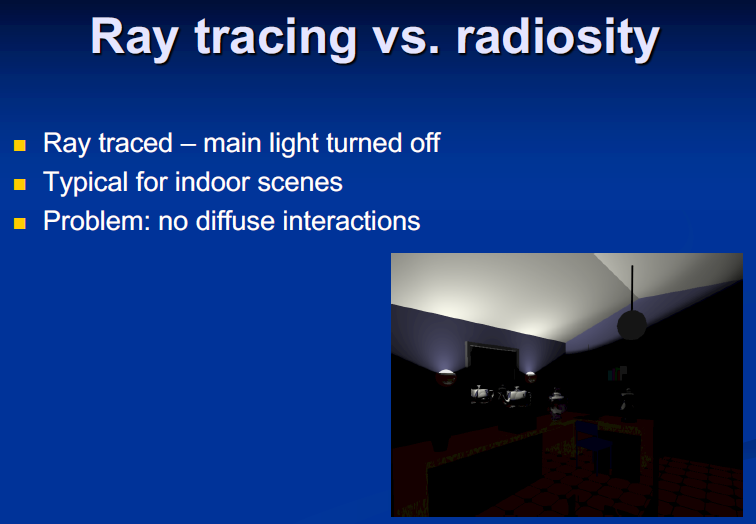 Ray tracing vs. radiosity
Ray traced – main light turned off
Typical for indoor scenes
Problem: no diffuse interactions